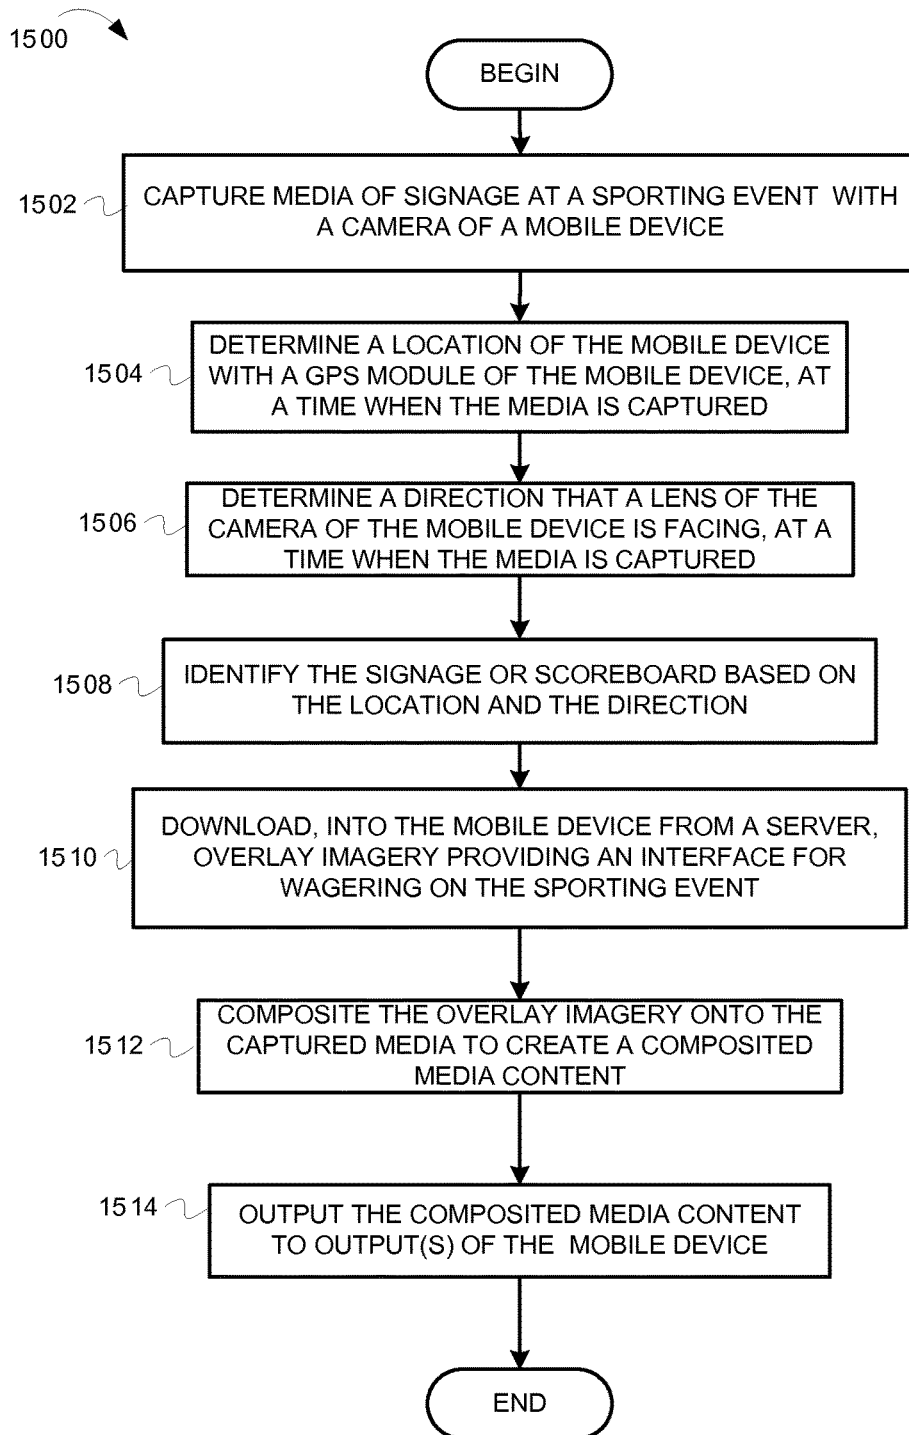 1500
BEGIN
1502
CAPTURE MEDIA OF SIGNAGE AT A SPORTING EVENT WITH
A CAMERA OF A MOBILE DEVICE
1504
DETERMINE A LOCATION OF THE MOBILE DEVICE
WITH A GPS MODULE OF THE MOBILE DEVICE, AT
A TIME WHEN THE MEDIA IS CAPTURED
1506
DETERMINE A DIRECTION THAT A LENS OF THE
CAMERA OF THE MOBILE DEVICE IS FACING, AT A
TIME WHEN THE MEDIA IS CAPTURED
1508
IDENTIFY THE SIGNAGE OR SCOREBOARD BASED ON
THE LOCATION AND THE DIRECTION
1510
DOWNLOAD, INTO THE MOBILE DEVICE FROM A SERVER,
OVERLAY IMAGERY PROVIDING AN INTERFACE FOR
WAGERING ON THE SPORTING EVENT
1512
COMPOSITE THE OVERLAY IMAGERY ONTO THE
CAPTURED MEDIA TO CREATE A COMPOSITED
MEDIA CONTENT
1514
OUTPUT THE COMPOSITED MEDIA CONTENT
TO OUTPUT(S) OF THE MOBILE DEVICE
END